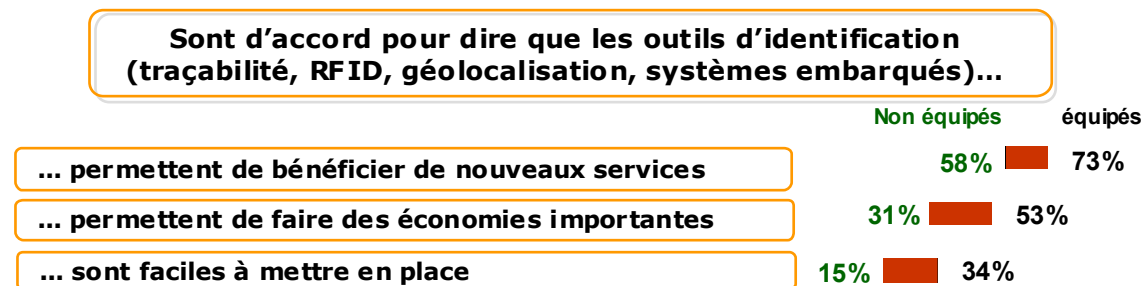 Sont d’accord pour dire que les outils d’identification
(traçabilité, RFID, géolocalisation, systèmes embarqués)…
Non équipés équipés
… permettent de bénéficier de nouveaux services 58% 73%
… permettent de faire des économies importantes 31% 53%
… sont faciles à mettre en place 15% 34%